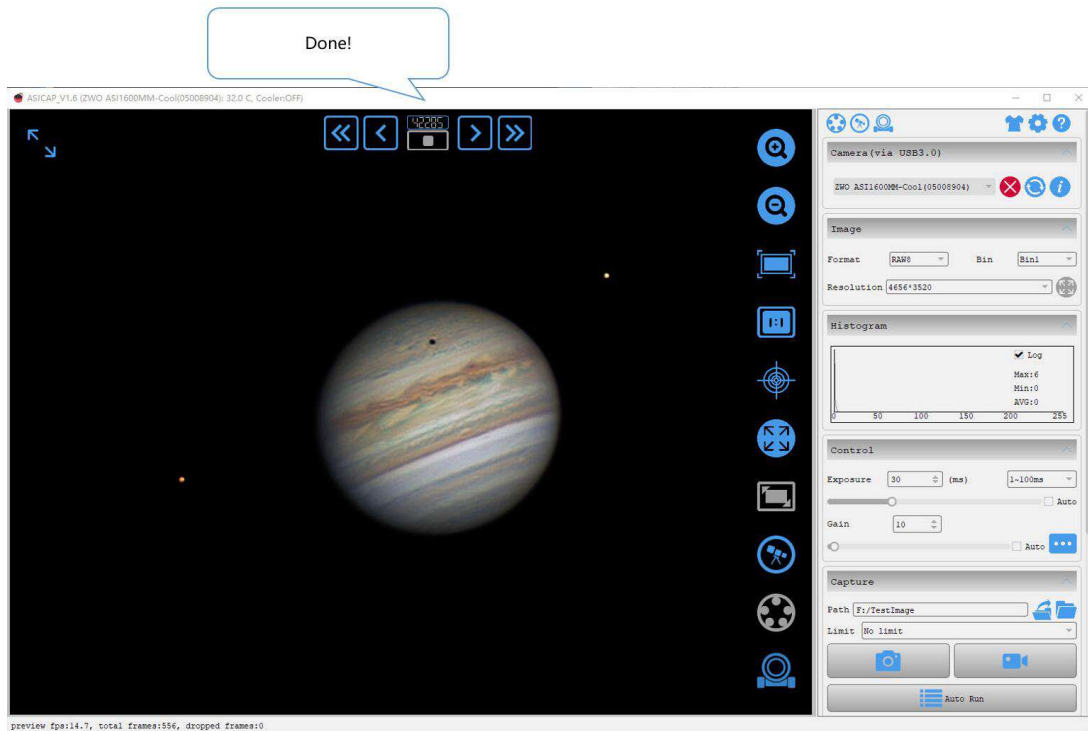 Done!
ASICAP_V1.6 (ZWO ASI1600MM-Cool(05008904): 32.0 C, Cooler:OFF)
42285
Camera(via USB3.0)
ZWO ASI1600MM-Cool(05008904)
Image
Format RAW8 Bin Bin1
Resolution 4656*3520
1:1
Histogram
Log
Max:6
Min:0
AVG:0
0 50 100 150 200 255
Control
Exposure 30 (ms) 1~100ms
Auto
Gain 10
Auto
Capture
Path F:/TestImage
Limit No limit
Auto Run
preview fps:14.7, total frames:556, dropped frames:0